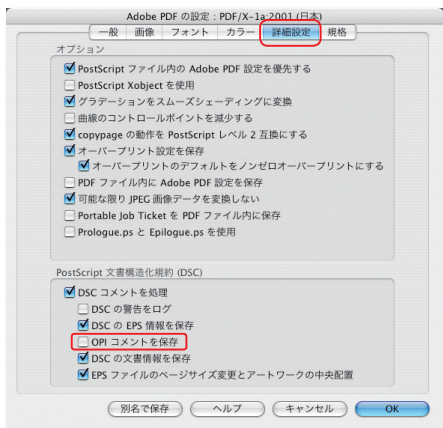 Adobe PDF の設定 : PDF/X-1a:2001 (日本)
一般 画像 フォント カラー 詳細設定 規格
オプション
PostScript ファイル内の Adobe PDF 設定を優先する
PostScript Xobject を使用
グラデーションをスムーズシェーディングに変換
曲線のコントロールポイントを減少する
copypage の動作を PostScript レベル 2 互換にする
オーバープリント設定を保存
オーバープリントのデフォルトをノンゼロオーバープリントにする
PDF ファイル内に Adobe PDF 設定を保存
可能な限り JPEG 画像データを変換しない
Portable Job Ticket を PDF ファイル内に保存
Prologue.ps と Epilogue.ps を使用
PostScript 文書構造化規約 (DSC)
DSC コメントを処理
DSC の警告をログ
DSC の EPS 情報を保存
OPI コメントを保存
DSC の文書情報を保存
EPS ファイルのページサイズ変更とアートワークの中央配置
別名で保存 ヘルプ キャンセル OK